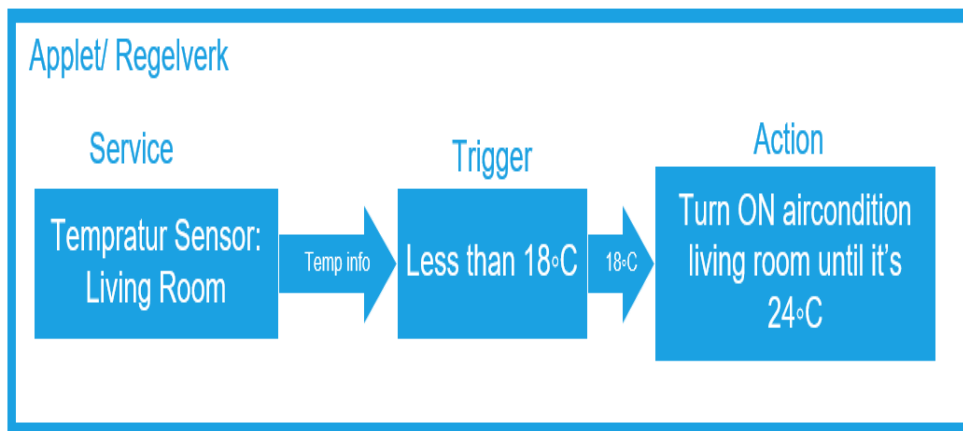 Applet/ Regelverk
Service
Tempratur Sensor:
Living Room
Temp info
Trigger
Less than 18◦C
18◦C
Action
Turn ON aircondition
living room until it's
24◦C